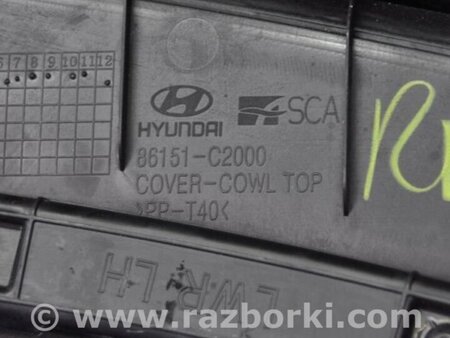 6 7 8 9 10 11 12
HYUNDAI
SCA
86151-C2000
COVER-COWL TOP
>PP-T40<
LWR LH
www.razborki.com